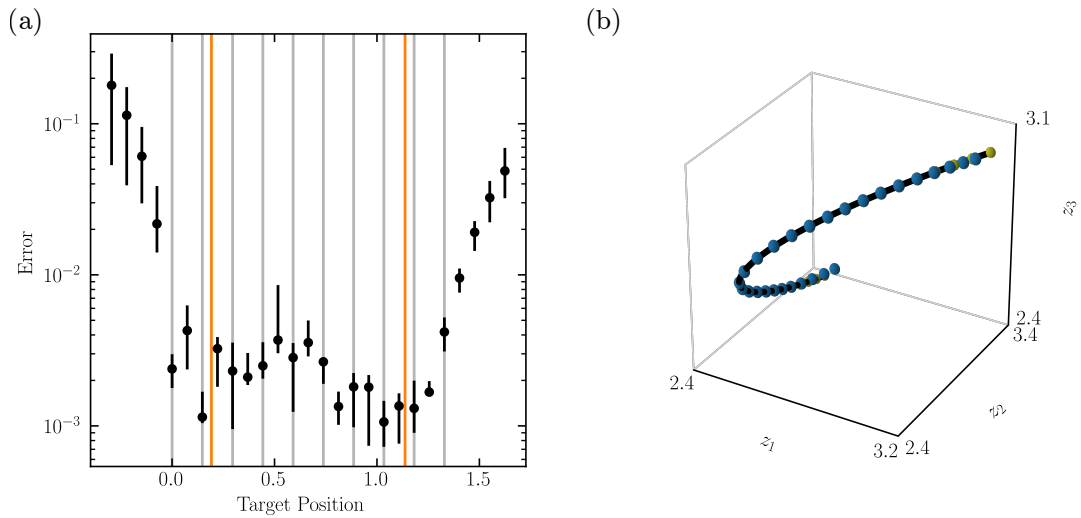 (a)
(b)
10⁻¹
10⁻²
10⁻³
Error
0.0 0.5 1.0 1.5
Target Position
3.1
z₃
2.4
3.4
2.4
z₂
z₁
3.2 2.4